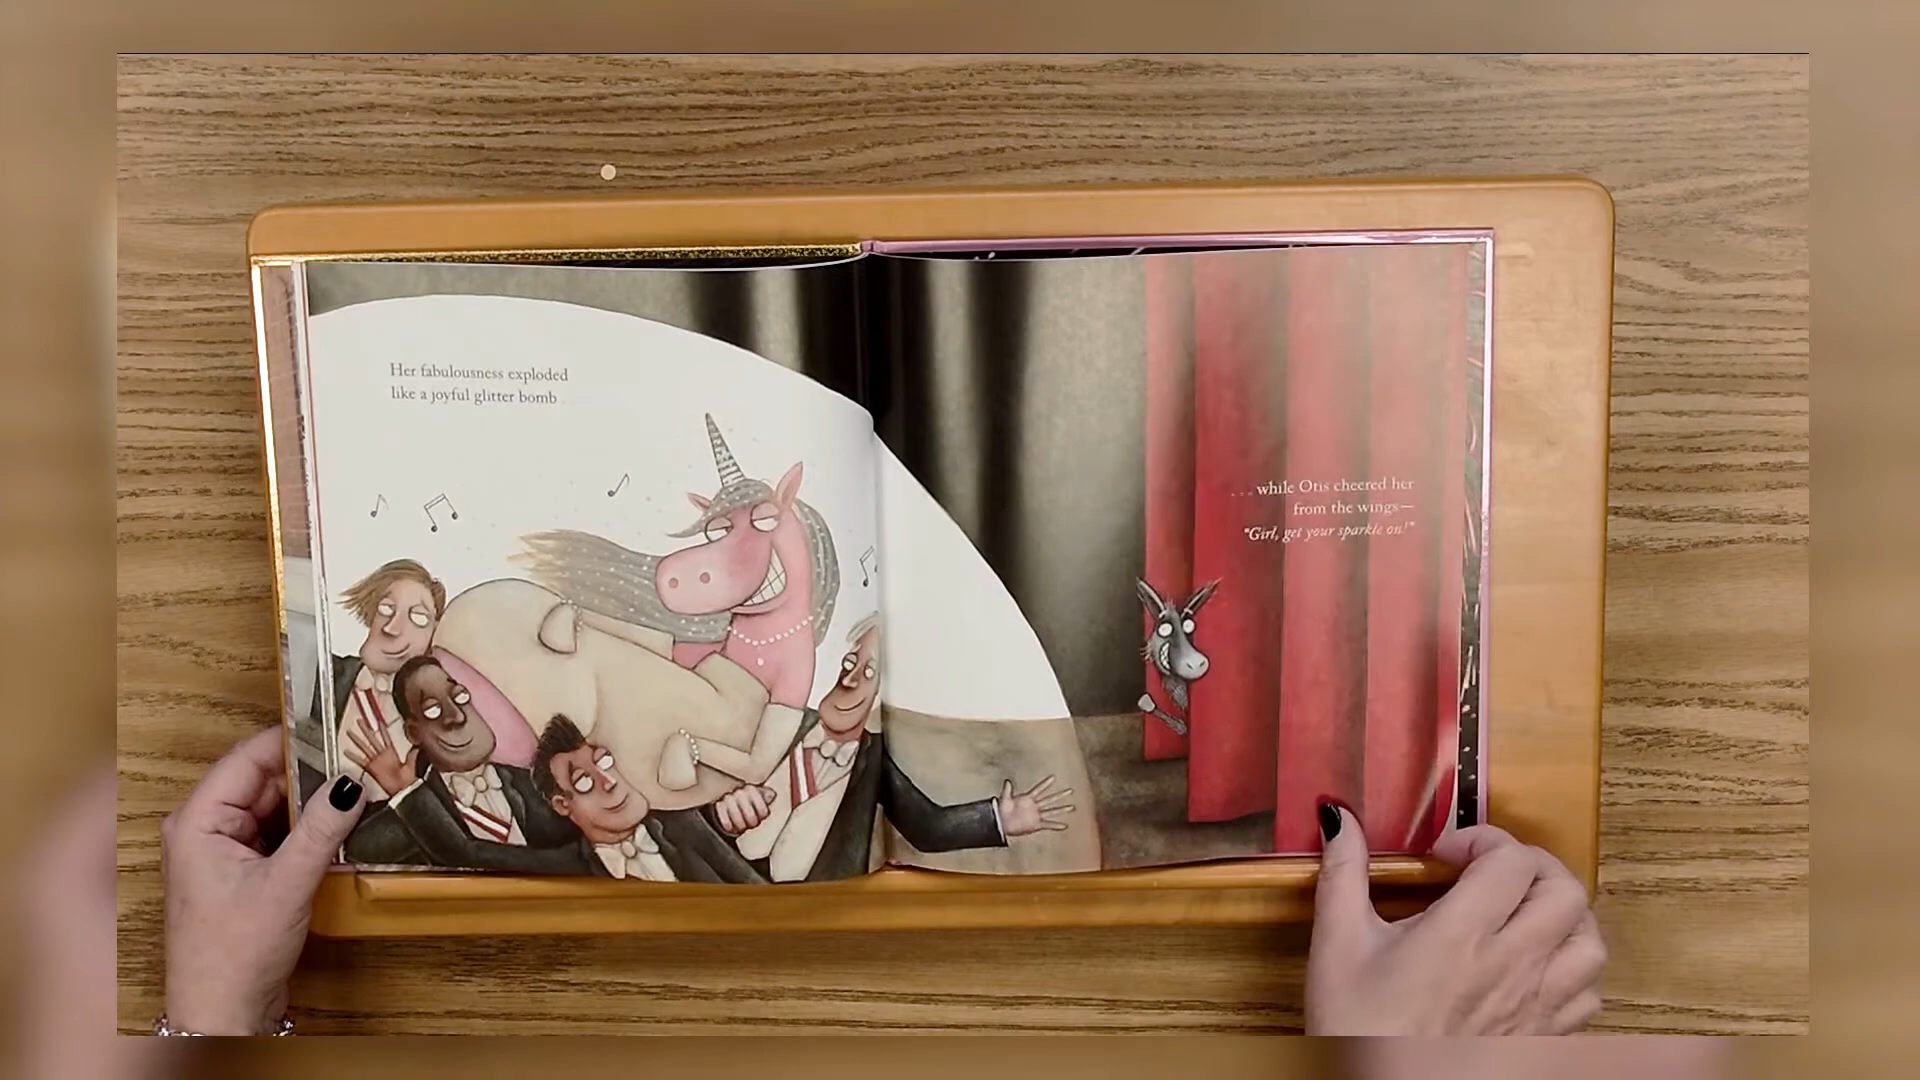 Her fabulousness exploded
like a joyful glitter bomb
...while Otis cheered her
from the wings—
"Girl, get your sparkle on!"